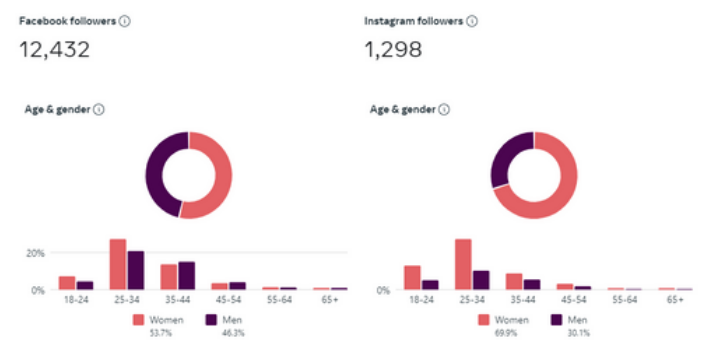 Facebook followers
12,432
Age & gender
20%
0%
18-24 25-34 35-44 45-54 55-64 65+
Women Men
53.7% 46.3%
Instagram followers
1,298
Age & gender
0%
18-24 25-34 35-44 45-54 55-64 65+
Women Men
69.9% 30.1%